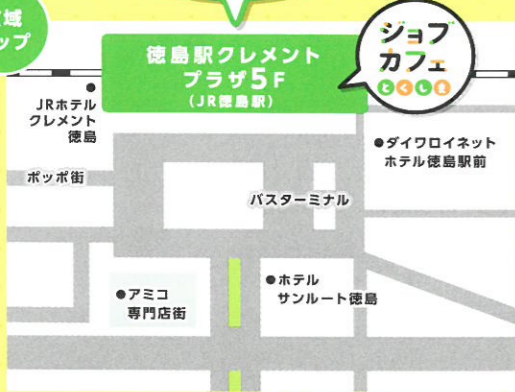 域
ップ
徳島駅クレメント
プラザ5F
(JR徳島駅)
ジョブ
カフェ
とくしま
JRホテル
クレメント
徳島
●ダイワロイネット
ホテル徳島駅前
ポッポ街
バスターミナル
●アミコ
専門店街
●ホテル
サンルート徳島